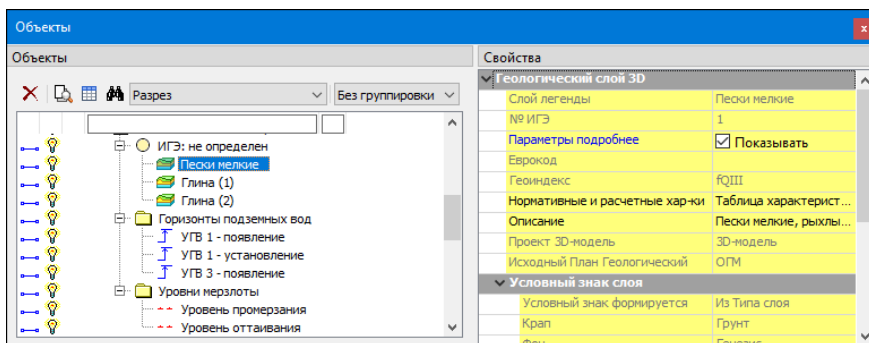 Объекты
Объекты
Разрез
Без группировки
ИГЭ: не определен
Пески мелкие
Глина (1)
Глина (2)
Горизонты подземных вод
УГВ 1 - появление
УГВ 1 - установление
УГВ 3 - появление
Уровни мерзлоты
Уровень промерзания
Уровень оттаивания
Свойства
Геологический слой 3D
Слой легенды Пески мелкие
№ ИГЭ 1
Параметры подробнее Показывать
Еврокод
Геоиндекс fQIII
Нормативные и расчетные хар-ки Таблица характерист...
Описание Пески мелкие, рыхлы...
Проект 3D-модель 3D-модель
Исходный План Геологический ОГМ
Условный знак слоя
Условный знак формируется Из Типа слоя
Крап Грунт